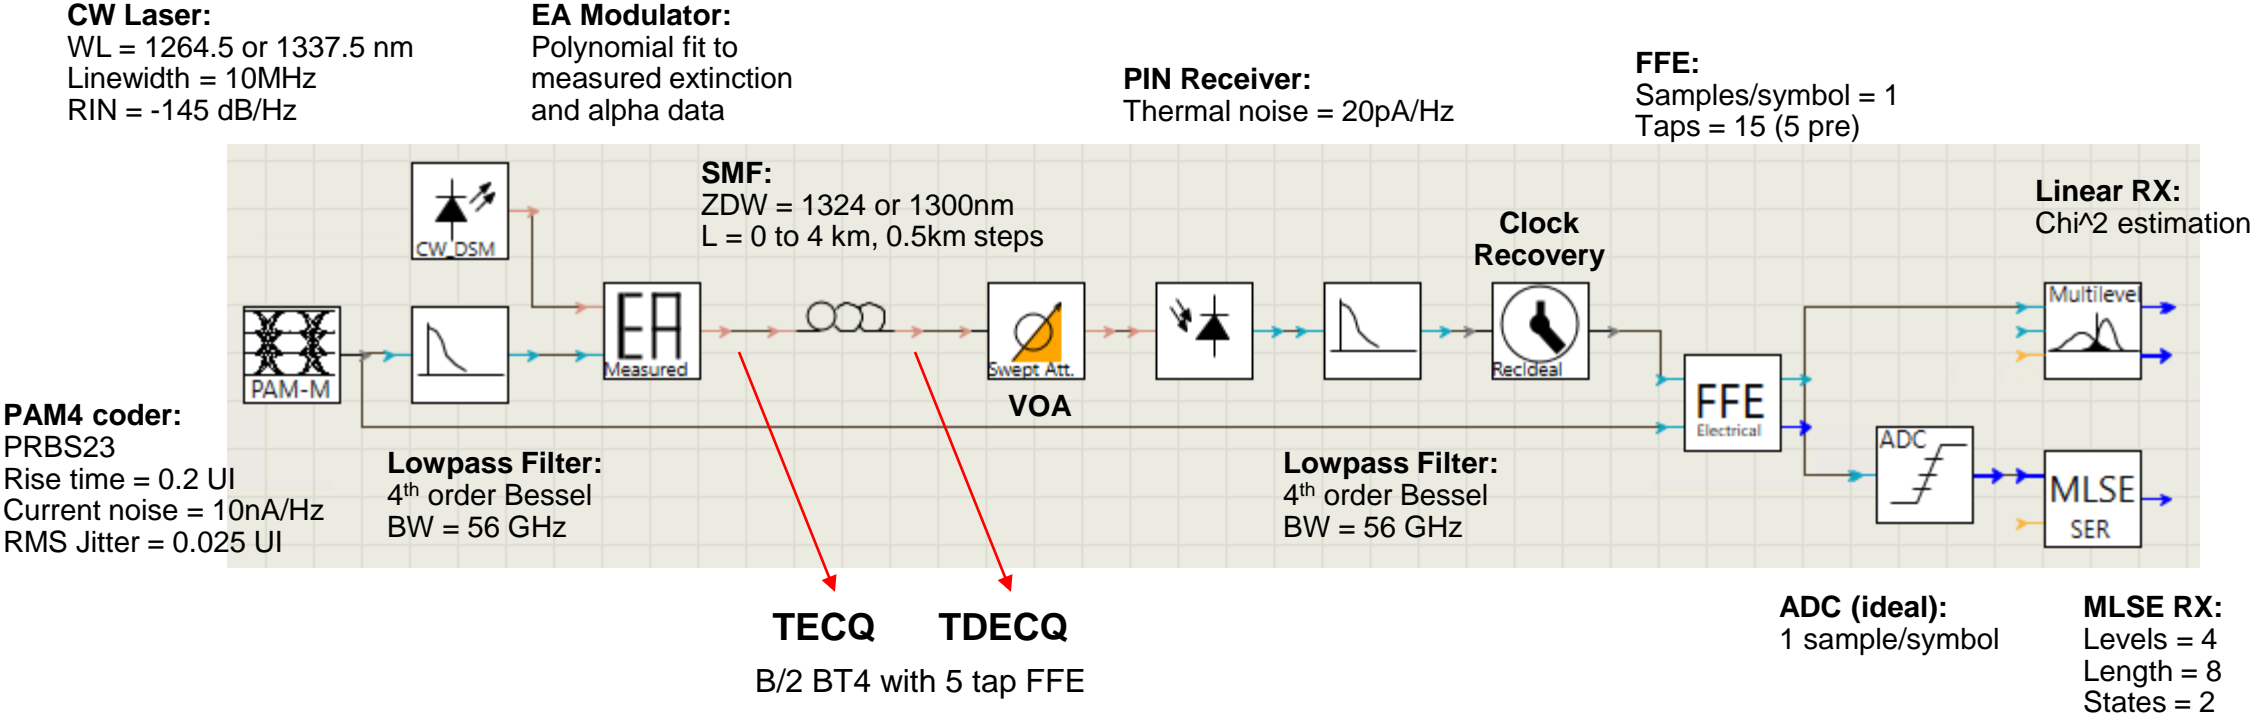 CW Laser:
WL = 1264.5 or 1337.5 nm
Linewidth = 10MHz
RIN = -145 dB/Hz
EA Modulator:
Polynomial fit to
measured extinction
and alpha data
PIN Receiver:
Thermal noise = 20pA/Hz
FFE:
Samples/symbol = 1
Taps = 15 (5 pre)
SMF:
ZDW = 1324 or 1300nm
L = 0 to 4 km, 0.5km steps
Clock
Recovery
Linear RX:
Chi^2 estimation
CW_DSM
PAM-M
EA
Measured
Swept Att.
VOA
RecIdeal
FFE
Electrical
Multilevel
ADC
MLSE
SER
PAM4 coder:
PRBS23
Rise time = 0.2 UI
Current noise = 10nA/Hz
RMS Jitter = 0.025 UI
Lowpass Filter:
4th order Bessel
BW = 56 GHz
Lowpass Filter:
4th order Bessel
BW = 56 GHz
TECQ
TDECQ
B/2 BT4 with 5 tap FFE
ADC (ideal):
1 sample/symbol
MLSE RX:
Levels = 4
Length = 8
States = 2